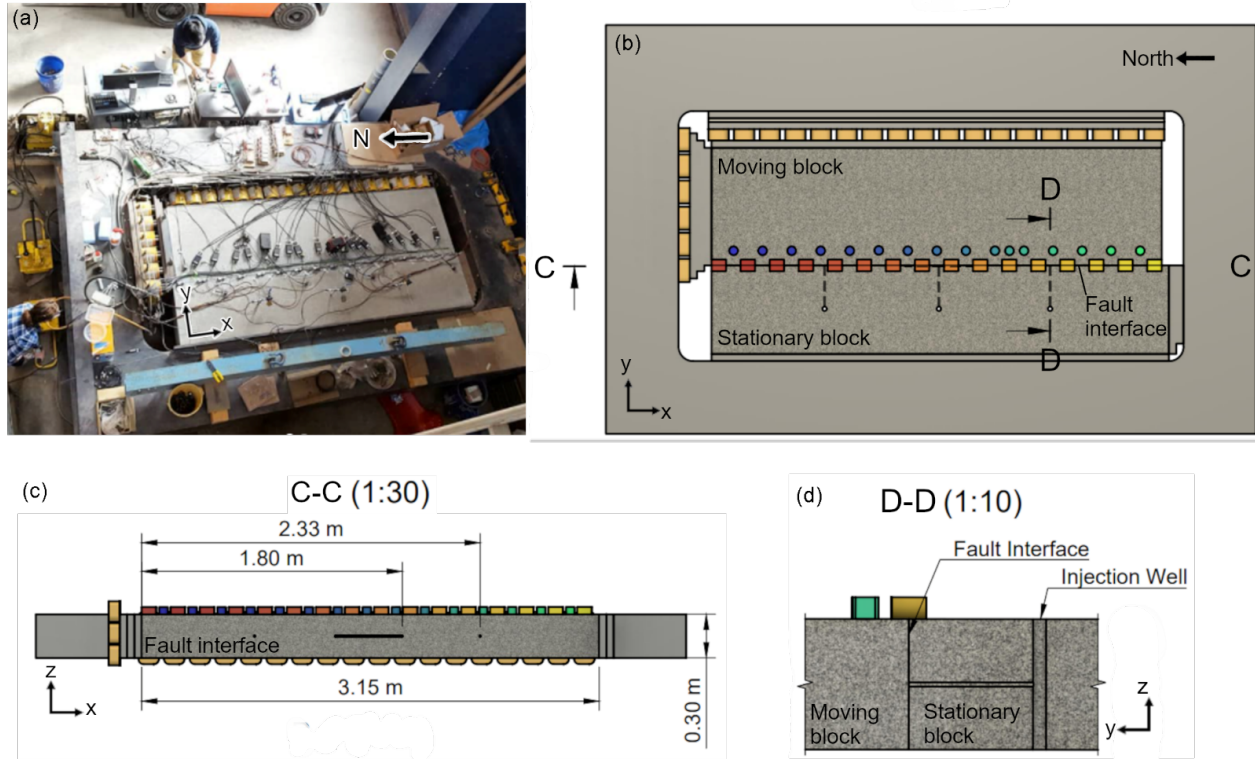 (a)
N
y
x
(b)
North
Moving block
D
C
C
Fault
interface
Stationary block
D
y
x
(c)
C-C (1:30)
2.33 m
1.80 m
Fault interface
z
x
3.15 m
0.30 m
(d)
D-D (1:10)
Fault Interface
Injection Well
Moving
block
Stationary
block
z
y